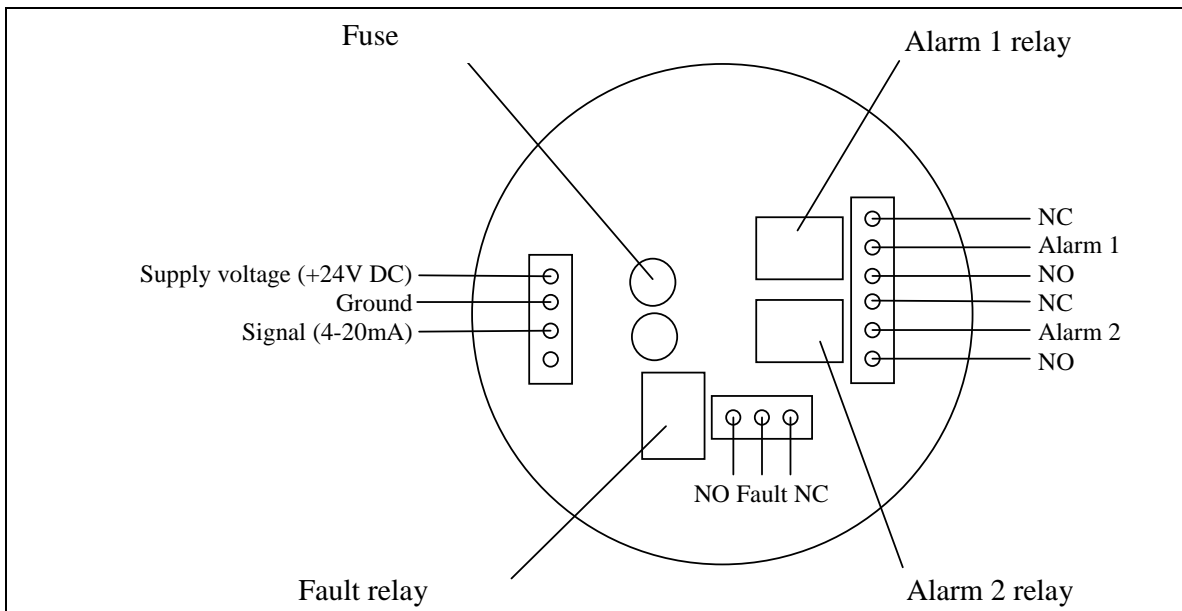 Fuse
Alarm 1 relay
NC
Supply voltage (+24V DC)
Alarm 1
Ground
NO
NC
Signal (4-20mA)
Alarm 2
NO
NO Fault NC
Fault relay
Alarm 2 relay